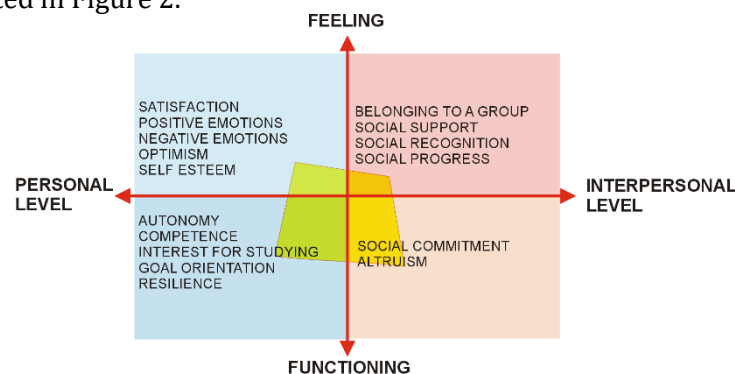 ted in Figure 2.
FEELING
SATISFACTION
POSITIVE EMOTIONS
NEGATIVE EMOTIONS
OPTIMISM
SELF ESTEEM
BELONGING TO A GROUP
SOCIAL SUPPORT
SOCIAL RECOGNITION
SOCIAL PROGRESS
PERSONAL
LEVEL
INTERPERSONAL
LEVEL
AUTONOMY
COMPETENCE
INTEREST FOR STUDYING
GOAL ORIENTATION
RESILIENCE
SOCIAL COMMITMENT
ALTRUISM
FUNCTIONING